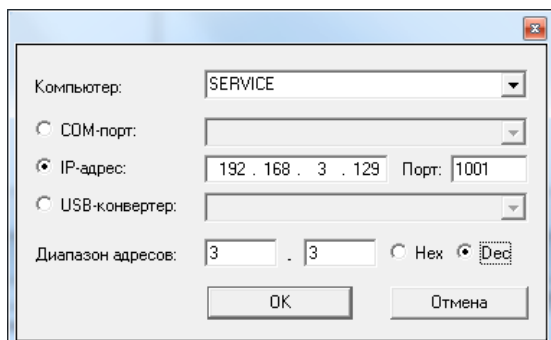 Компьютер: SERVICE
COM-порт:
IP-адрес: 192 . 168 . 3 . 129 Порт: 1001
USB-конвертер:
Диапазон адресов: 3 . 3 Hex Dec
OK Отмена